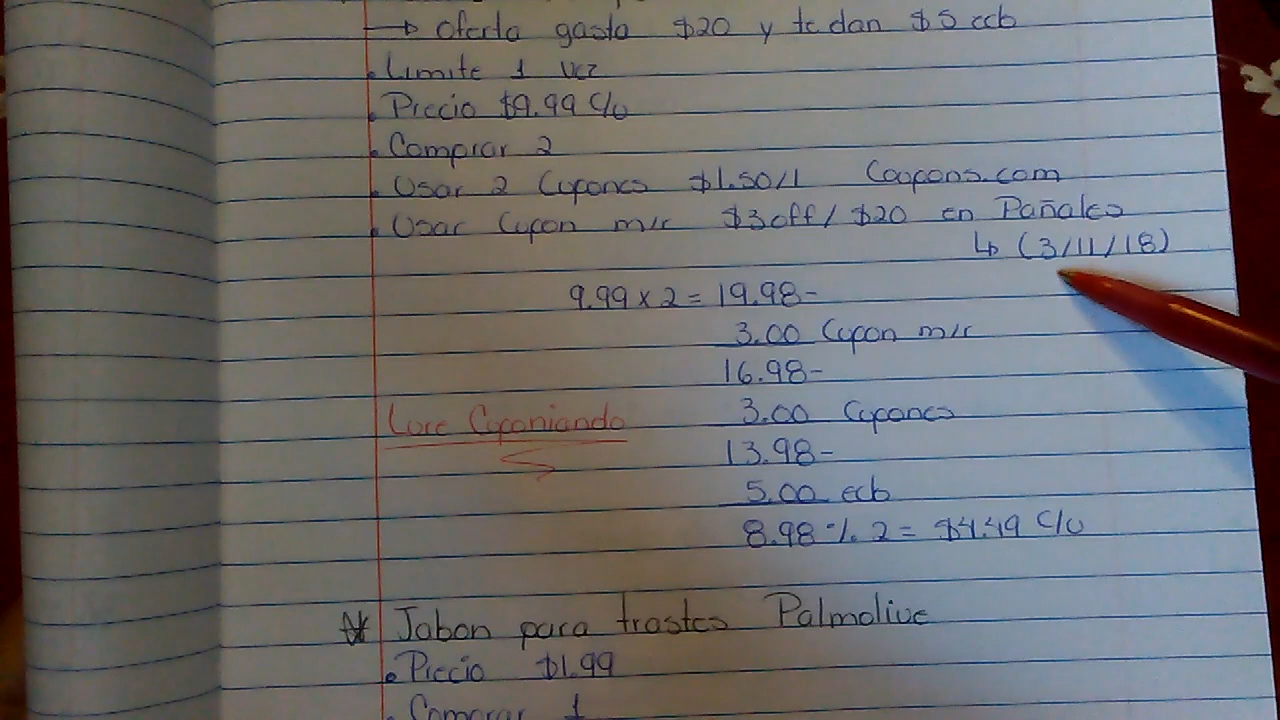 → Oferta gasta $20 y te dan $5 ecb
. Limite 1 vez
. Precio $9.99 c/u
. Comprar 2
. Usar 2 Cupones $1.50/1 Coupons.com
. Usar Cupon m/c $3 off/ $20 en Pañales
↳ (3/11/18)
9.99 x 2 = 19.98-
3.00 Cupon m/c
16.98-
3.00 Cupones
13.98-
5.00 ecb
8.98 ·/. 2 = $4.49 c/u
Lore Cuponiando
* Jabon para trastes Palmolive
. Precio $1.99
. Comprar 1